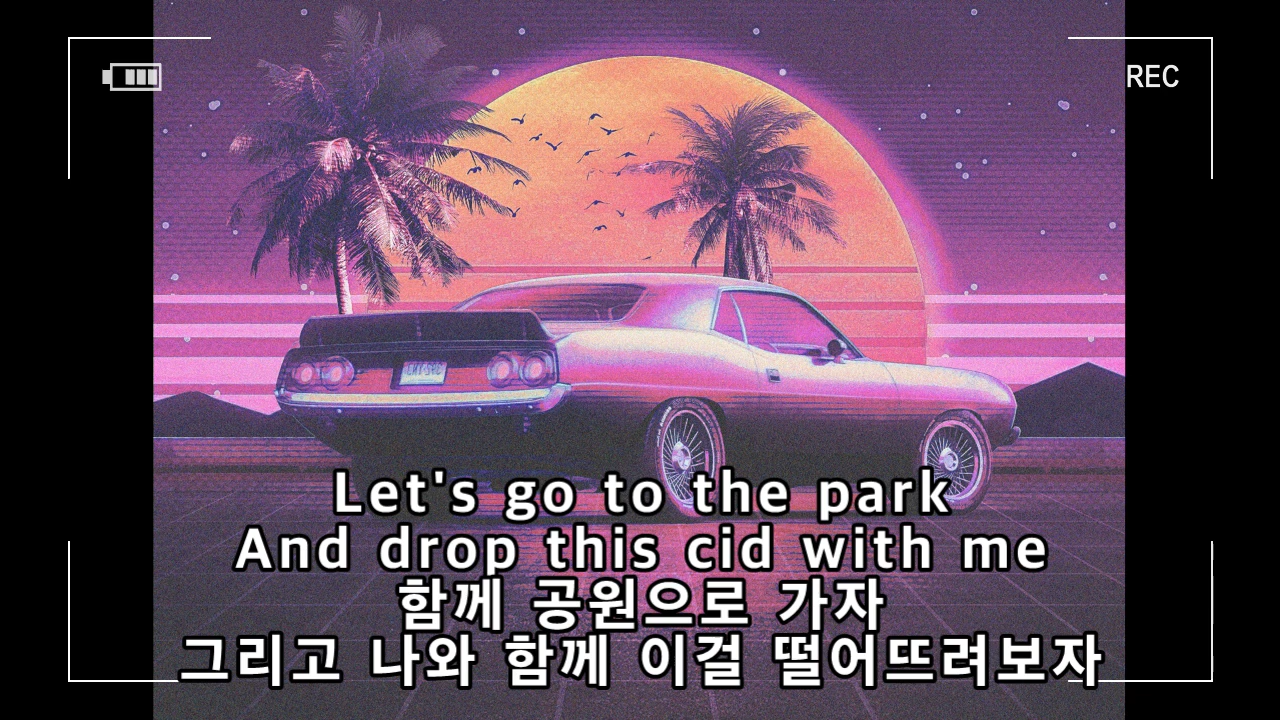 REC
Let's go to the park
And drop this cid with me
함께 공원으로 가자
그리고 나와 함께 이걸 떨어뜨려보자